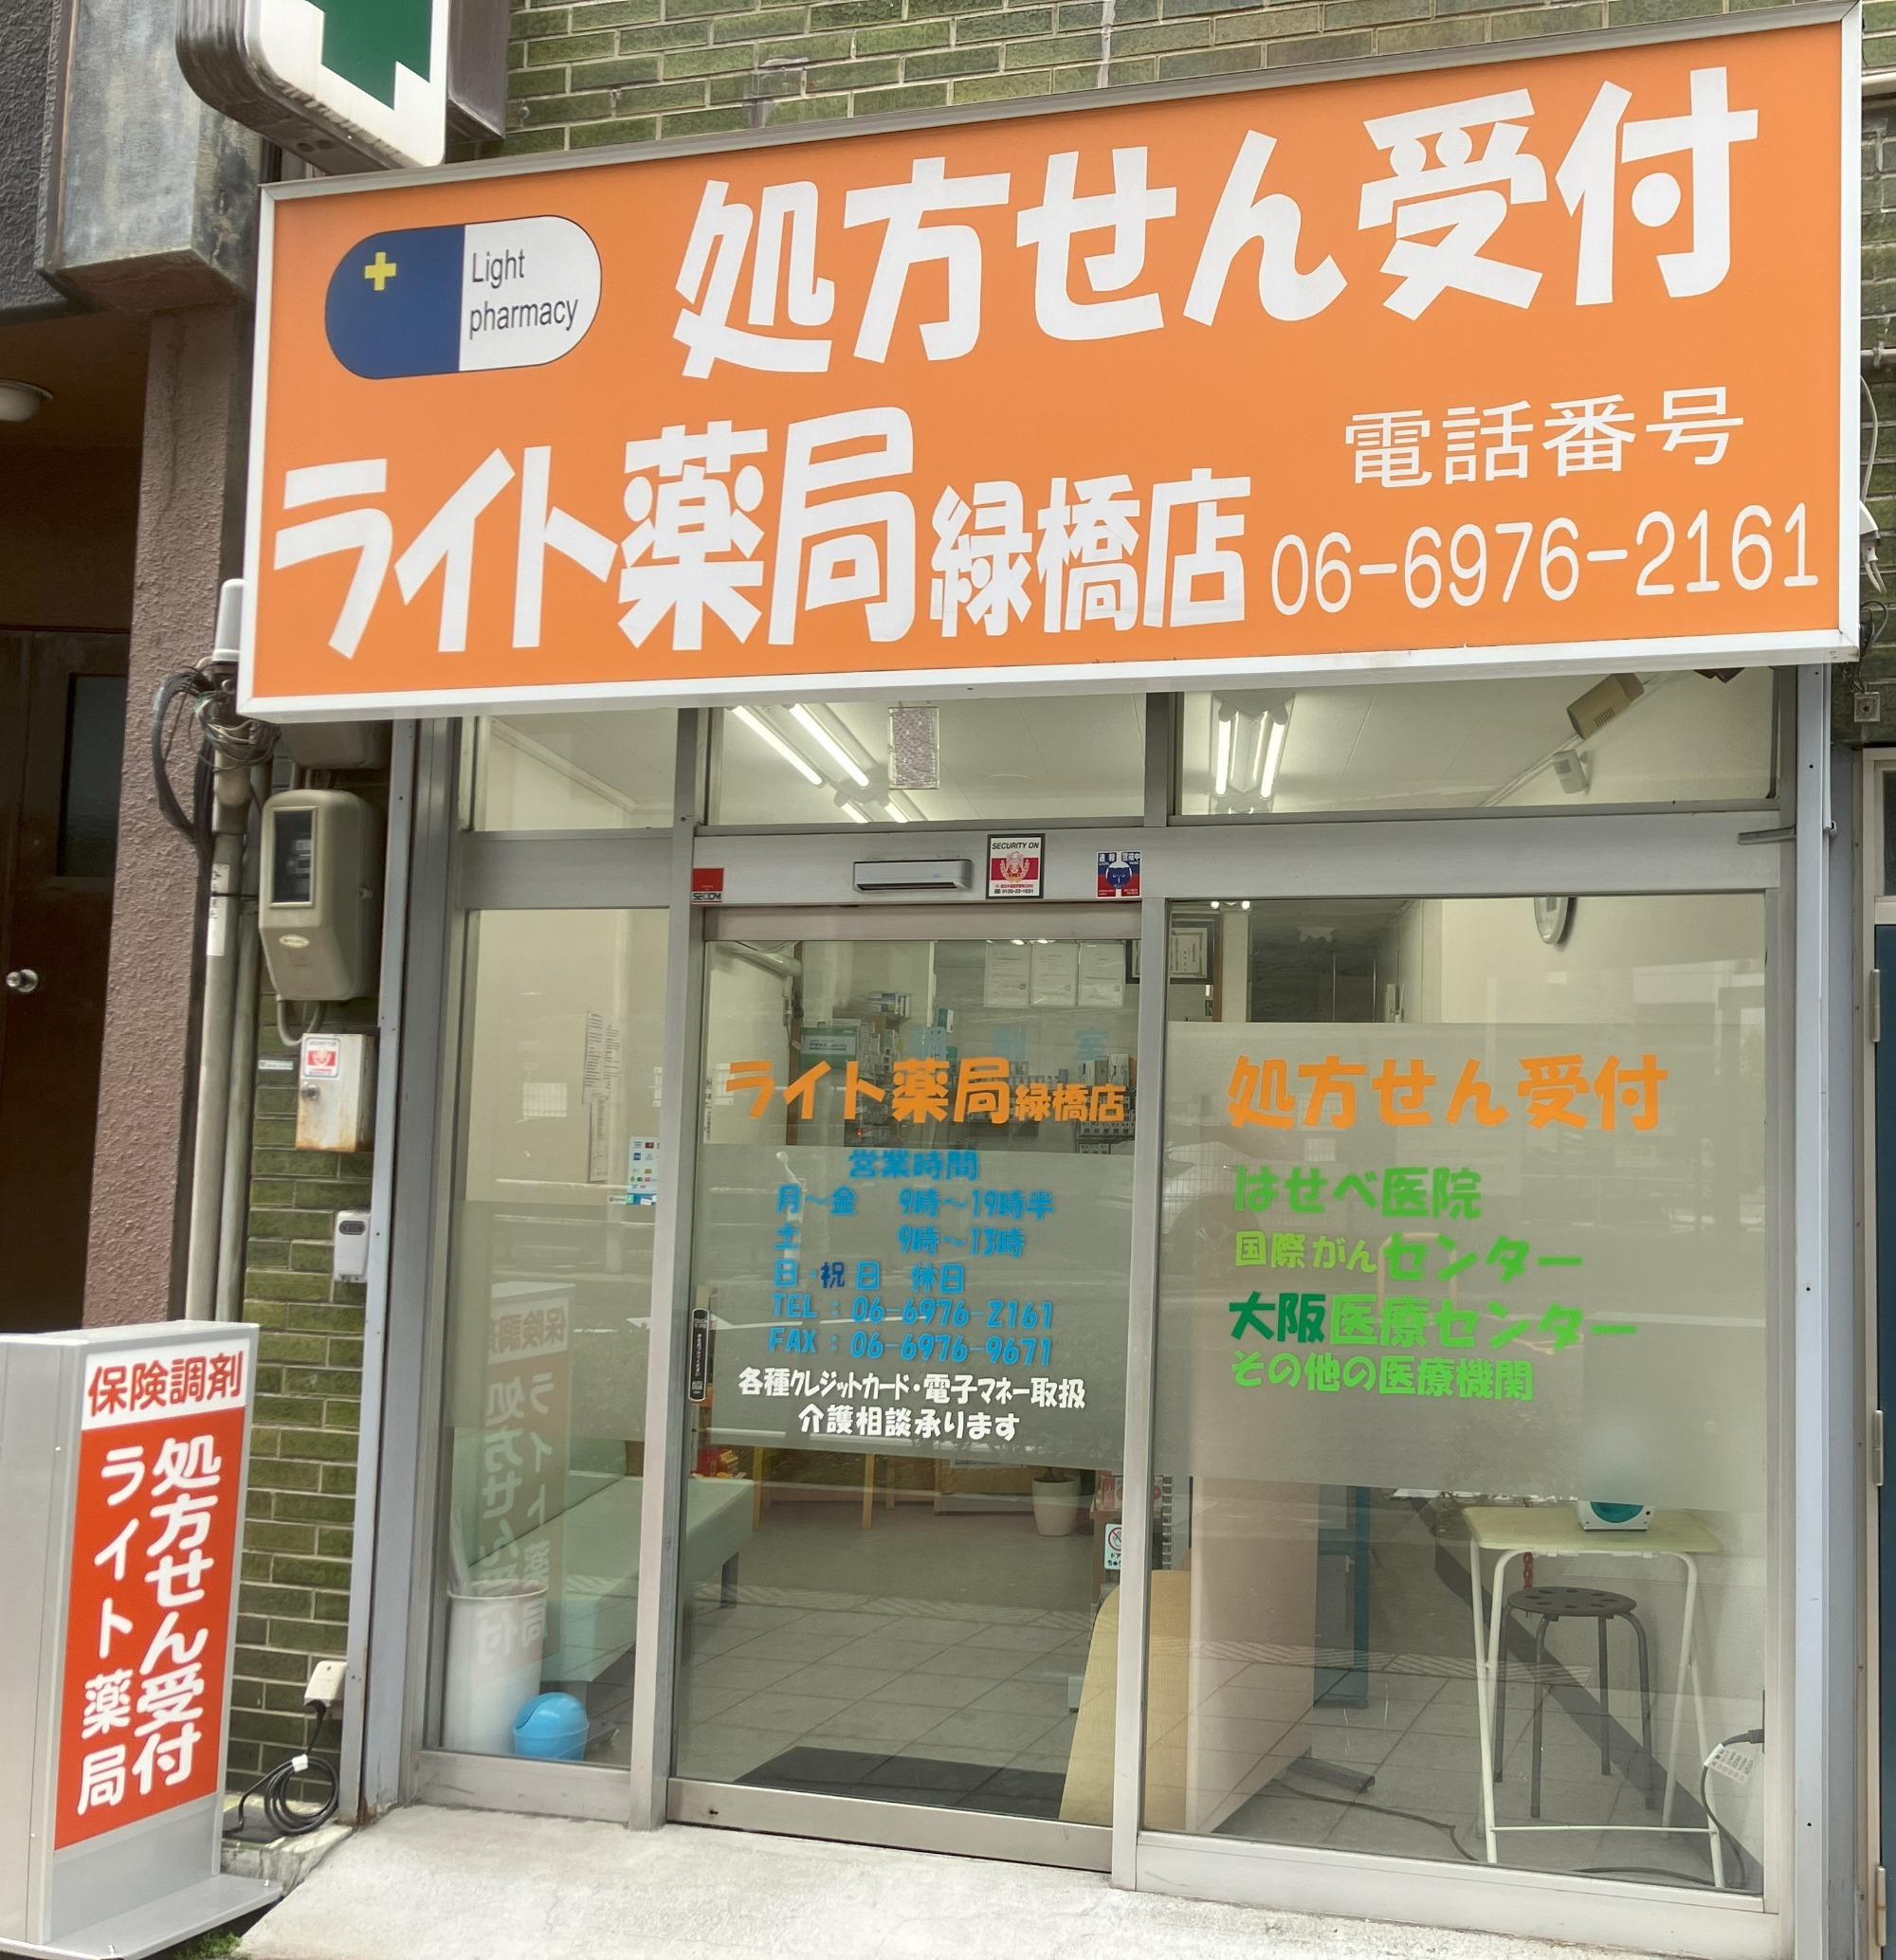 Light
pharmacy
処方せん受付
ライト薬局緑橋店
電話番号
06-6976-2161
SECURITY ON
SECOM
ライト薬局緑橋店
営業時間
月〜金 9時〜19時半
土 9時〜13時
日・祝日 休日
TEL：06-6976-2161
FAX：06-6976-9671
各種クレジットカード・電子マネー取扱
介護相談承ります
処方せん受付
はせべ医院
国際がんセンター
大阪医療センター
その他の医療機関
保険調剤
処方せん受付
ライト薬局